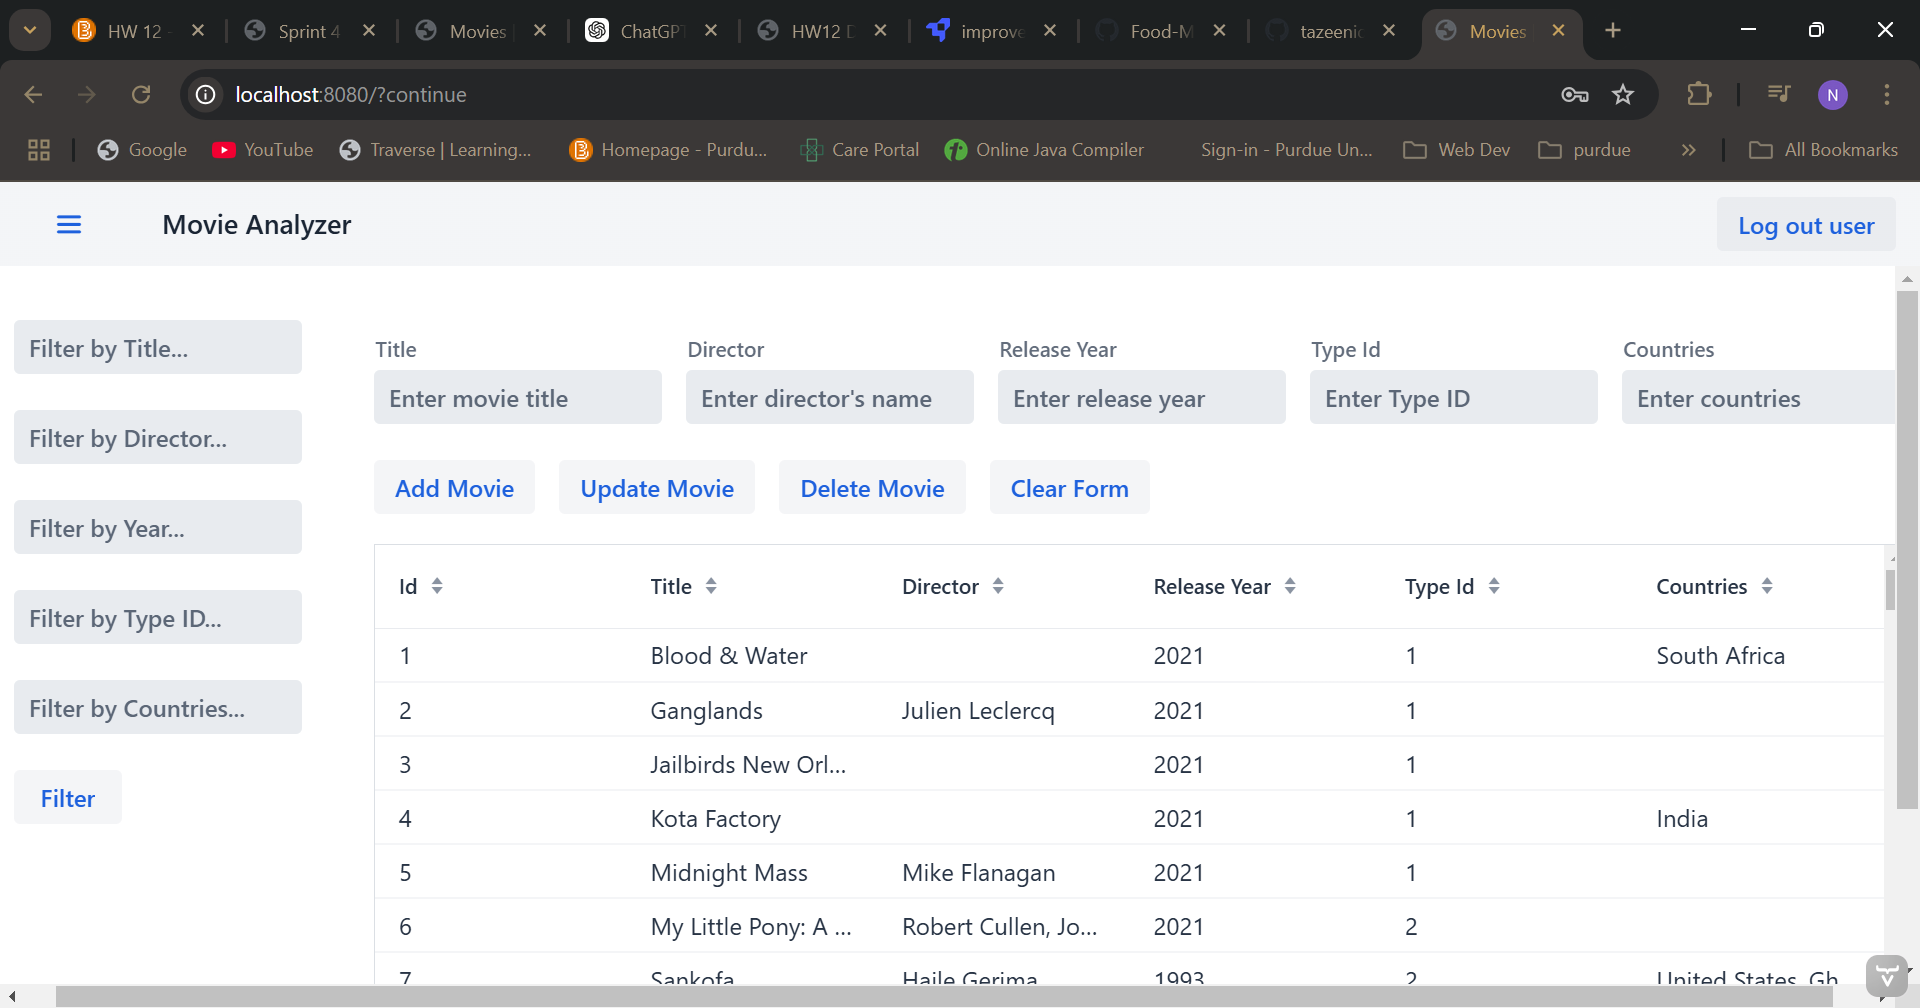 HW 12 - Sprint 4 Movies ChatGPT HW12 D improve Food-M tazeenic Movies
localhost:8080/?continue N
Google YouTube Traverse | Learning... Homepage - Purdu... Care Portal Online Java Compiler Sign-in - Purdue Un... Web Dev purdue » All Bookmarks
Movie Analyzer Log out user
Filter by Title...
Filter by Director...
Filter by Year...
Filter by Type ID...
Filter by Countries...
Filter
Title Director Release Year Type Id Countries
Enter movie title Enter director's name Enter release year Enter Type ID Enter countries
Add Movie Update Movie Delete Movie Clear Form
Id Title Director Release Year Type Id Countries
1 Blood & Water 2021 1 South Africa
2 Ganglands Julien Leclercq 2021 1
3 Jailbirds New Orl... 2021 1
4 Kota Factory 2021 1 India
5 Midnight Mass Mike Flanagan 2021 1
6 My Little Pony: A ... Robert Cullen, Jo... 2021 2
7 Sankofa Haile Gerima 1993 2 United States, Gh